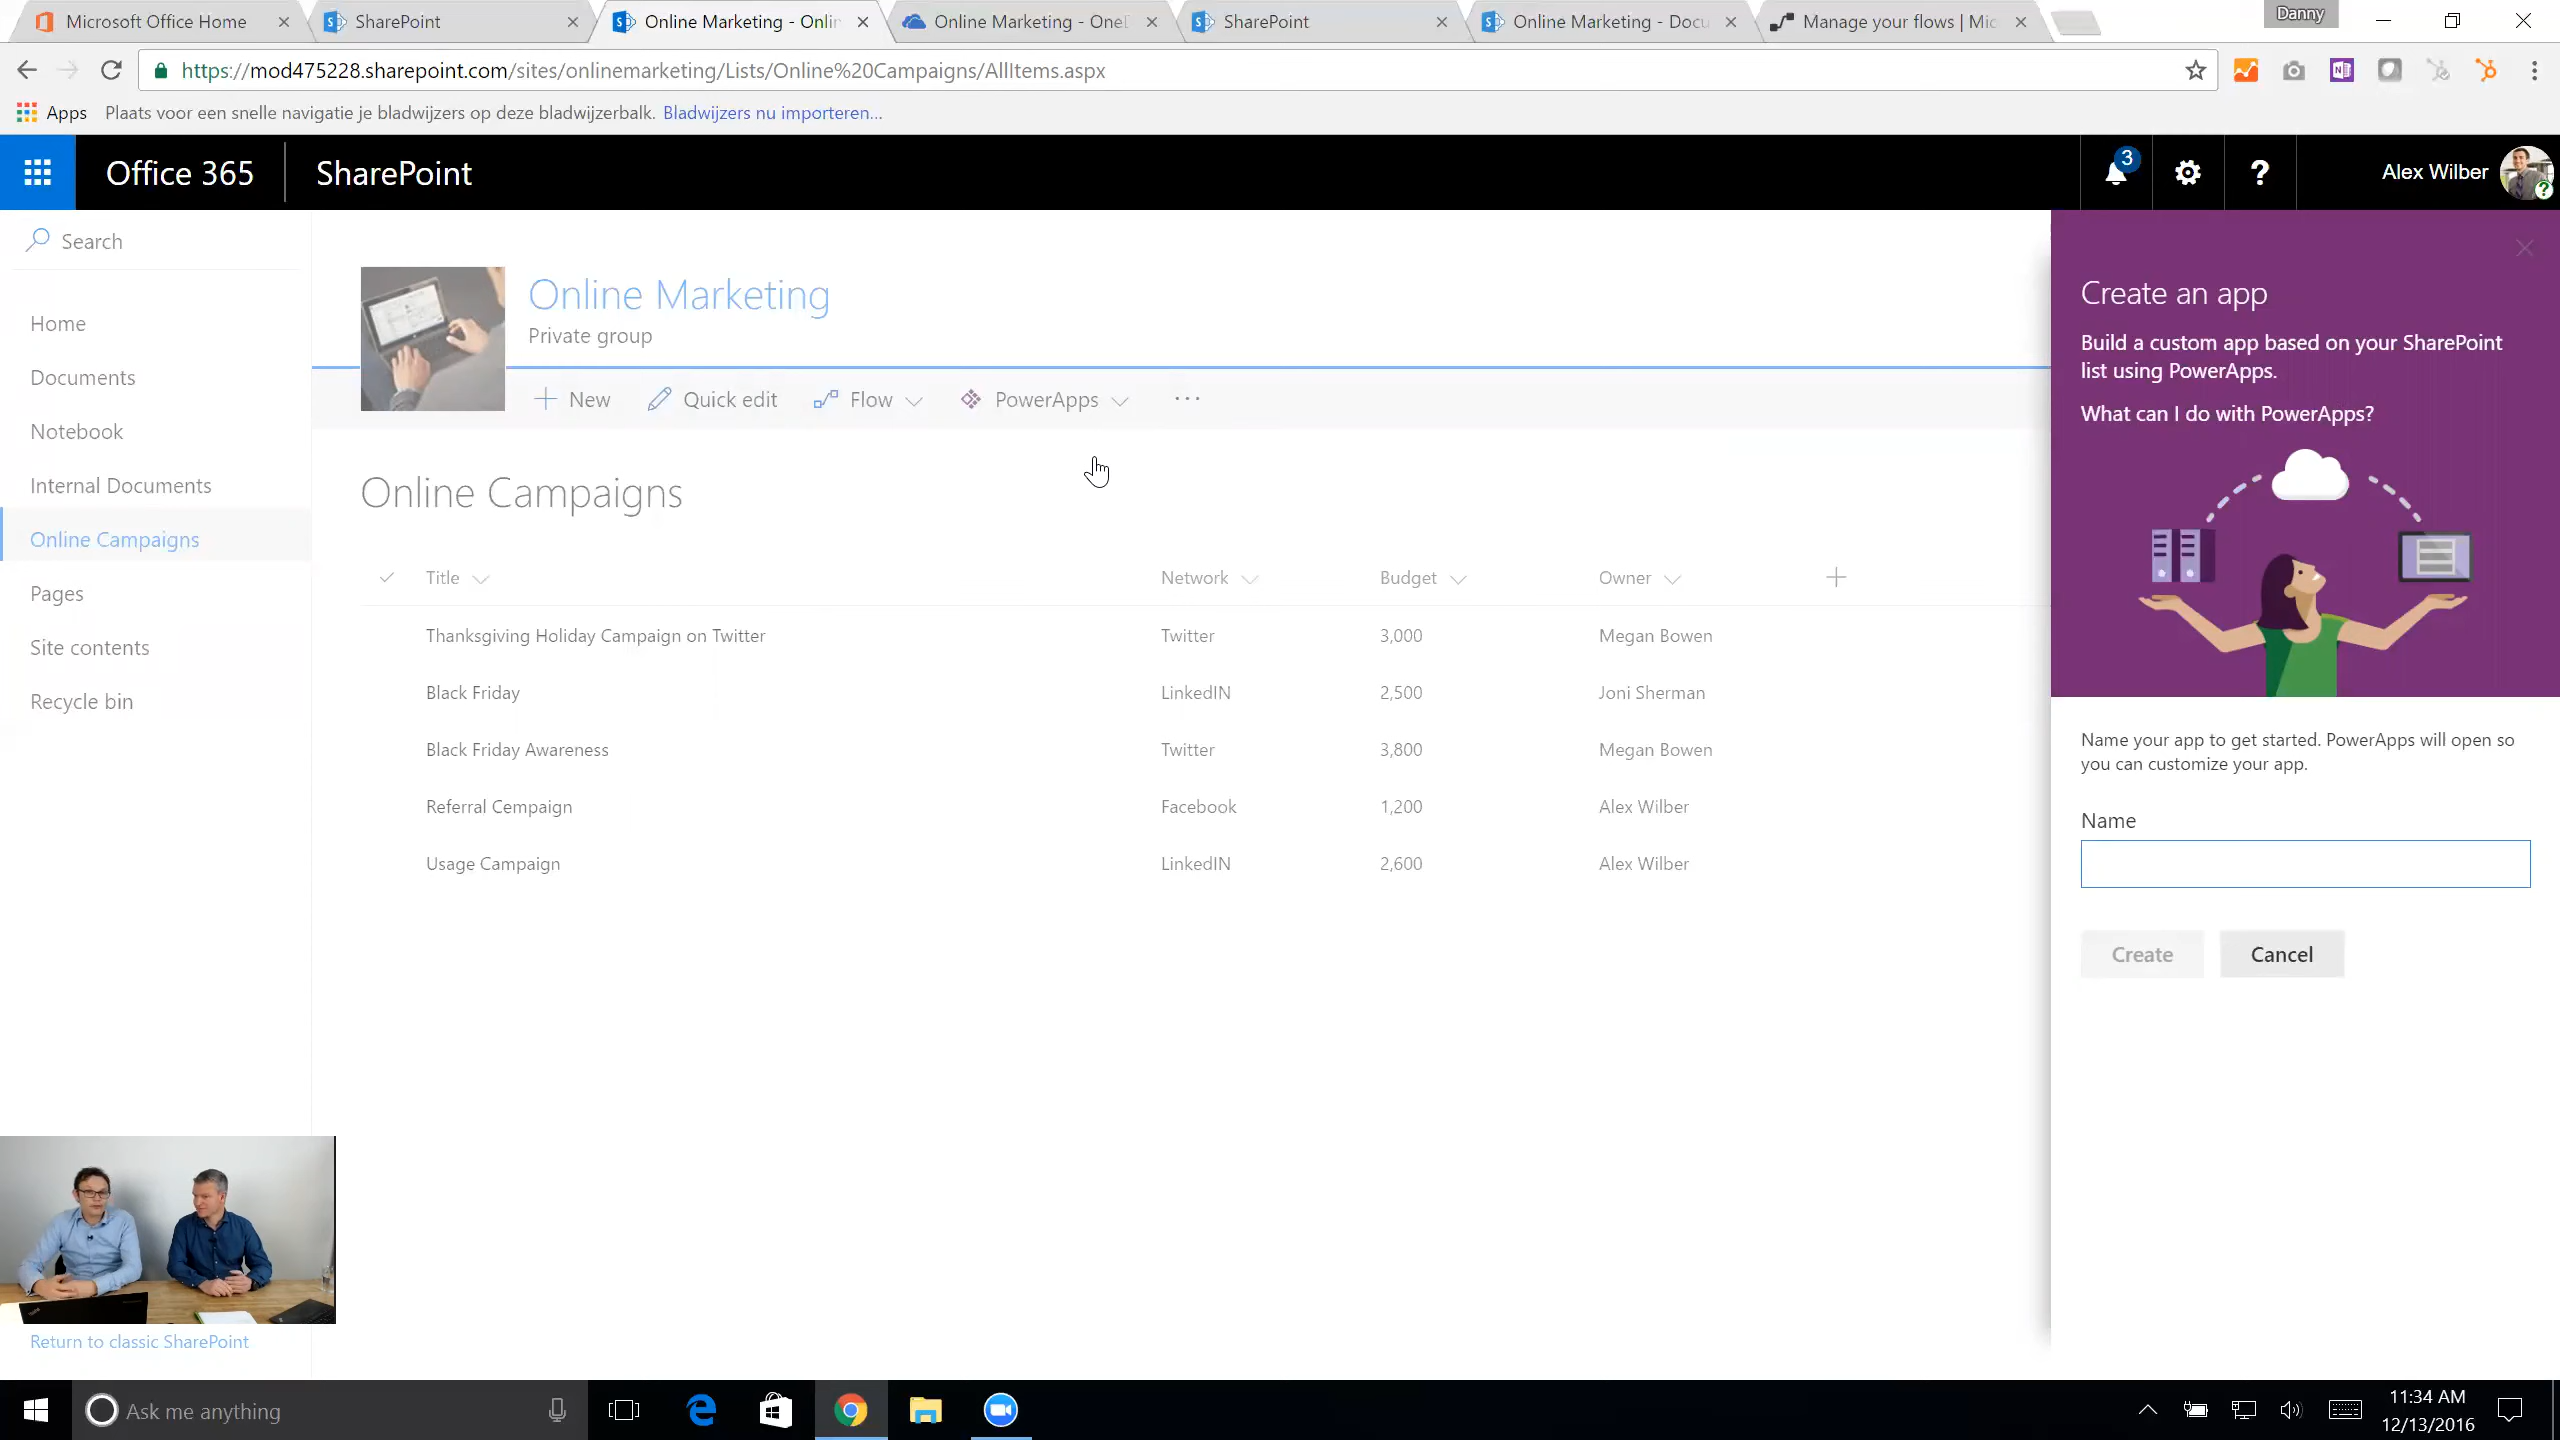 Microsoft Office Home
SharePoint
Online Marketing - Onlin
Online Marketing - OneD
SharePoint
Online Marketing - Docu
Manage your flows | Mic
Danny
https://mod475228.sharepoint.com/sites/onlinemarketing/Lists/Online%20Campaigns/AllItems.aspx
Apps Plaats voor een snelle navigatie je bladwijzers op deze bladwijzerbalk. Bladwijzers nu importeren...
Office 365 SharePoint 3 ? Alex Wilber
Search
Home
Documents
Notebook
Internal Documents
Online Campaigns
Pages
Site contents
Recycle bin
Return to classic SharePoint
Online Marketing
Private group
New Quick edit Flow PowerApps ...
Online Campaigns
Title Network Budget Owner
Thanksgiving Holiday Campaign on Twitter Twitter 3,000 Megan Bowen
Black Friday LinkedIN 2,500 Joni Sherman
Black Friday Awareness Twitter 3,800 Megan Bowen
Referral Cempaign Facebook 1,200 Alex Wilber
Usage Campaign LinkedIN 2,600 Alex Wilber
Create an app
Build a custom app based on your SharePoint
list using PowerApps.
What can I do with PowerApps?
Name your app to get started. PowerApps will open so
you can customize your app.
Name
Create Cancel
Ask me anything
11:34 AM
12/13/2016